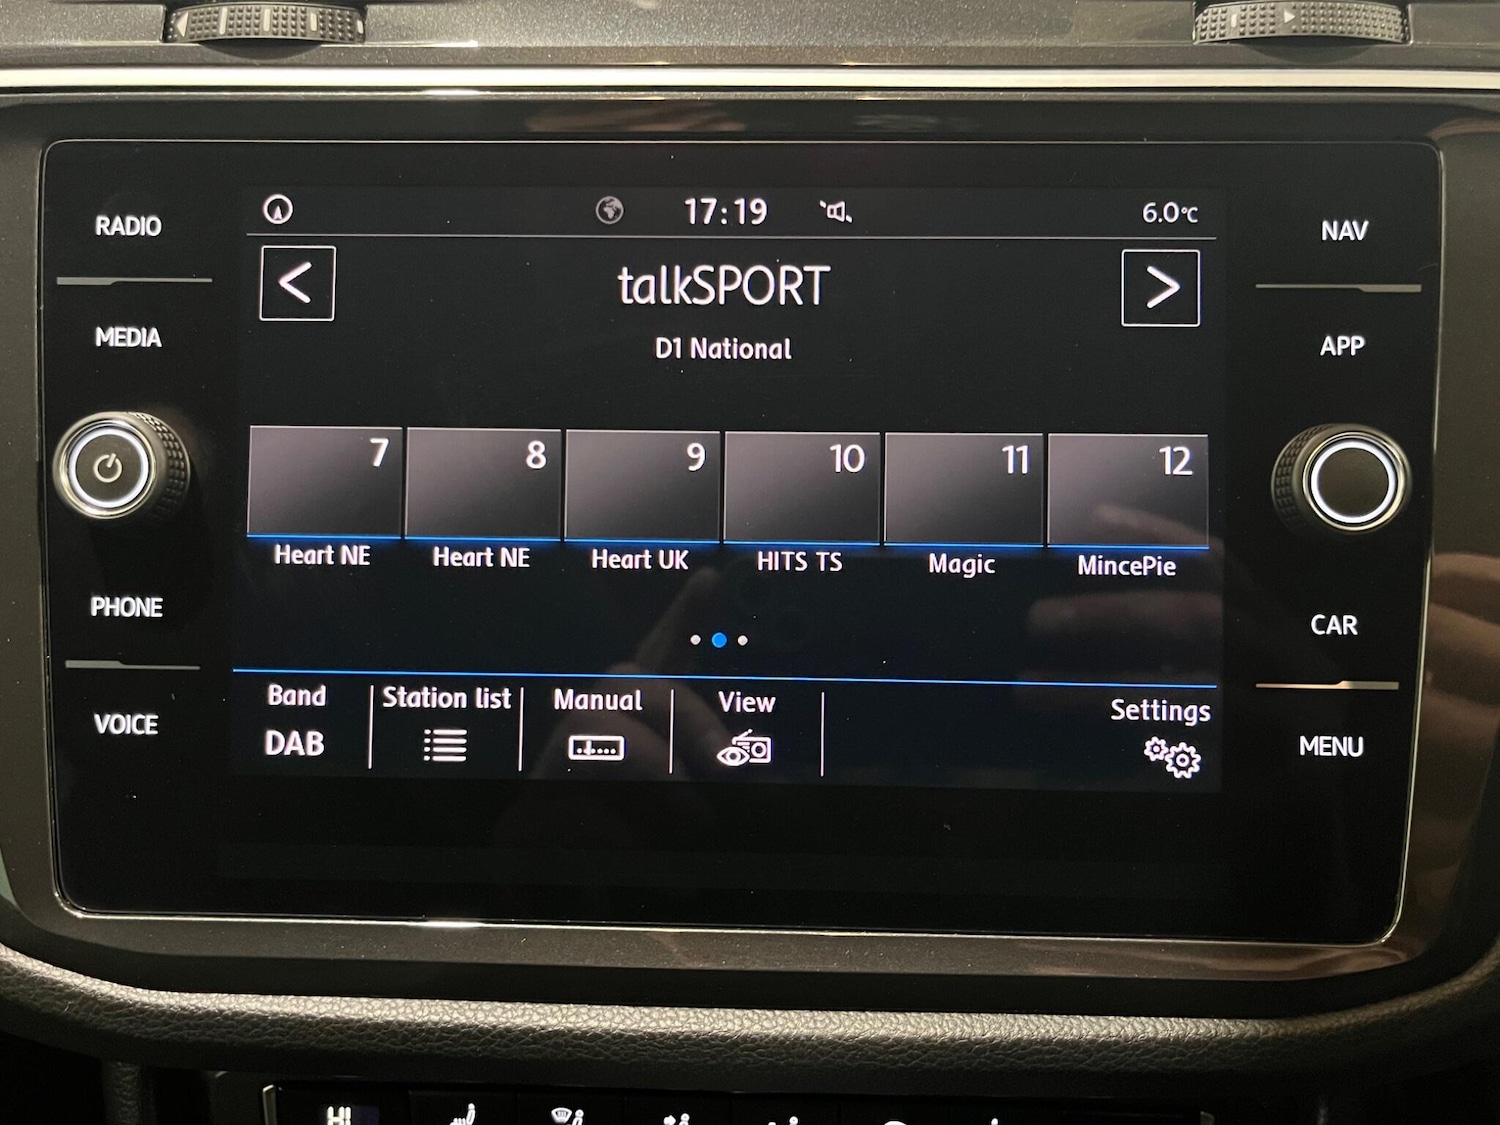 17:19
6.0°C
RADIO
NAV
<
talkSPORT
>
MEDIA
D1 National
APP
7
8
9
10
11
12
Heart NE
Heart NE
Heart UK
HITS TS
Magic
MincePie
PHONE
CAR
VOICE
Band
Station list
Manual
View
Settings
DAB
MENU
HI